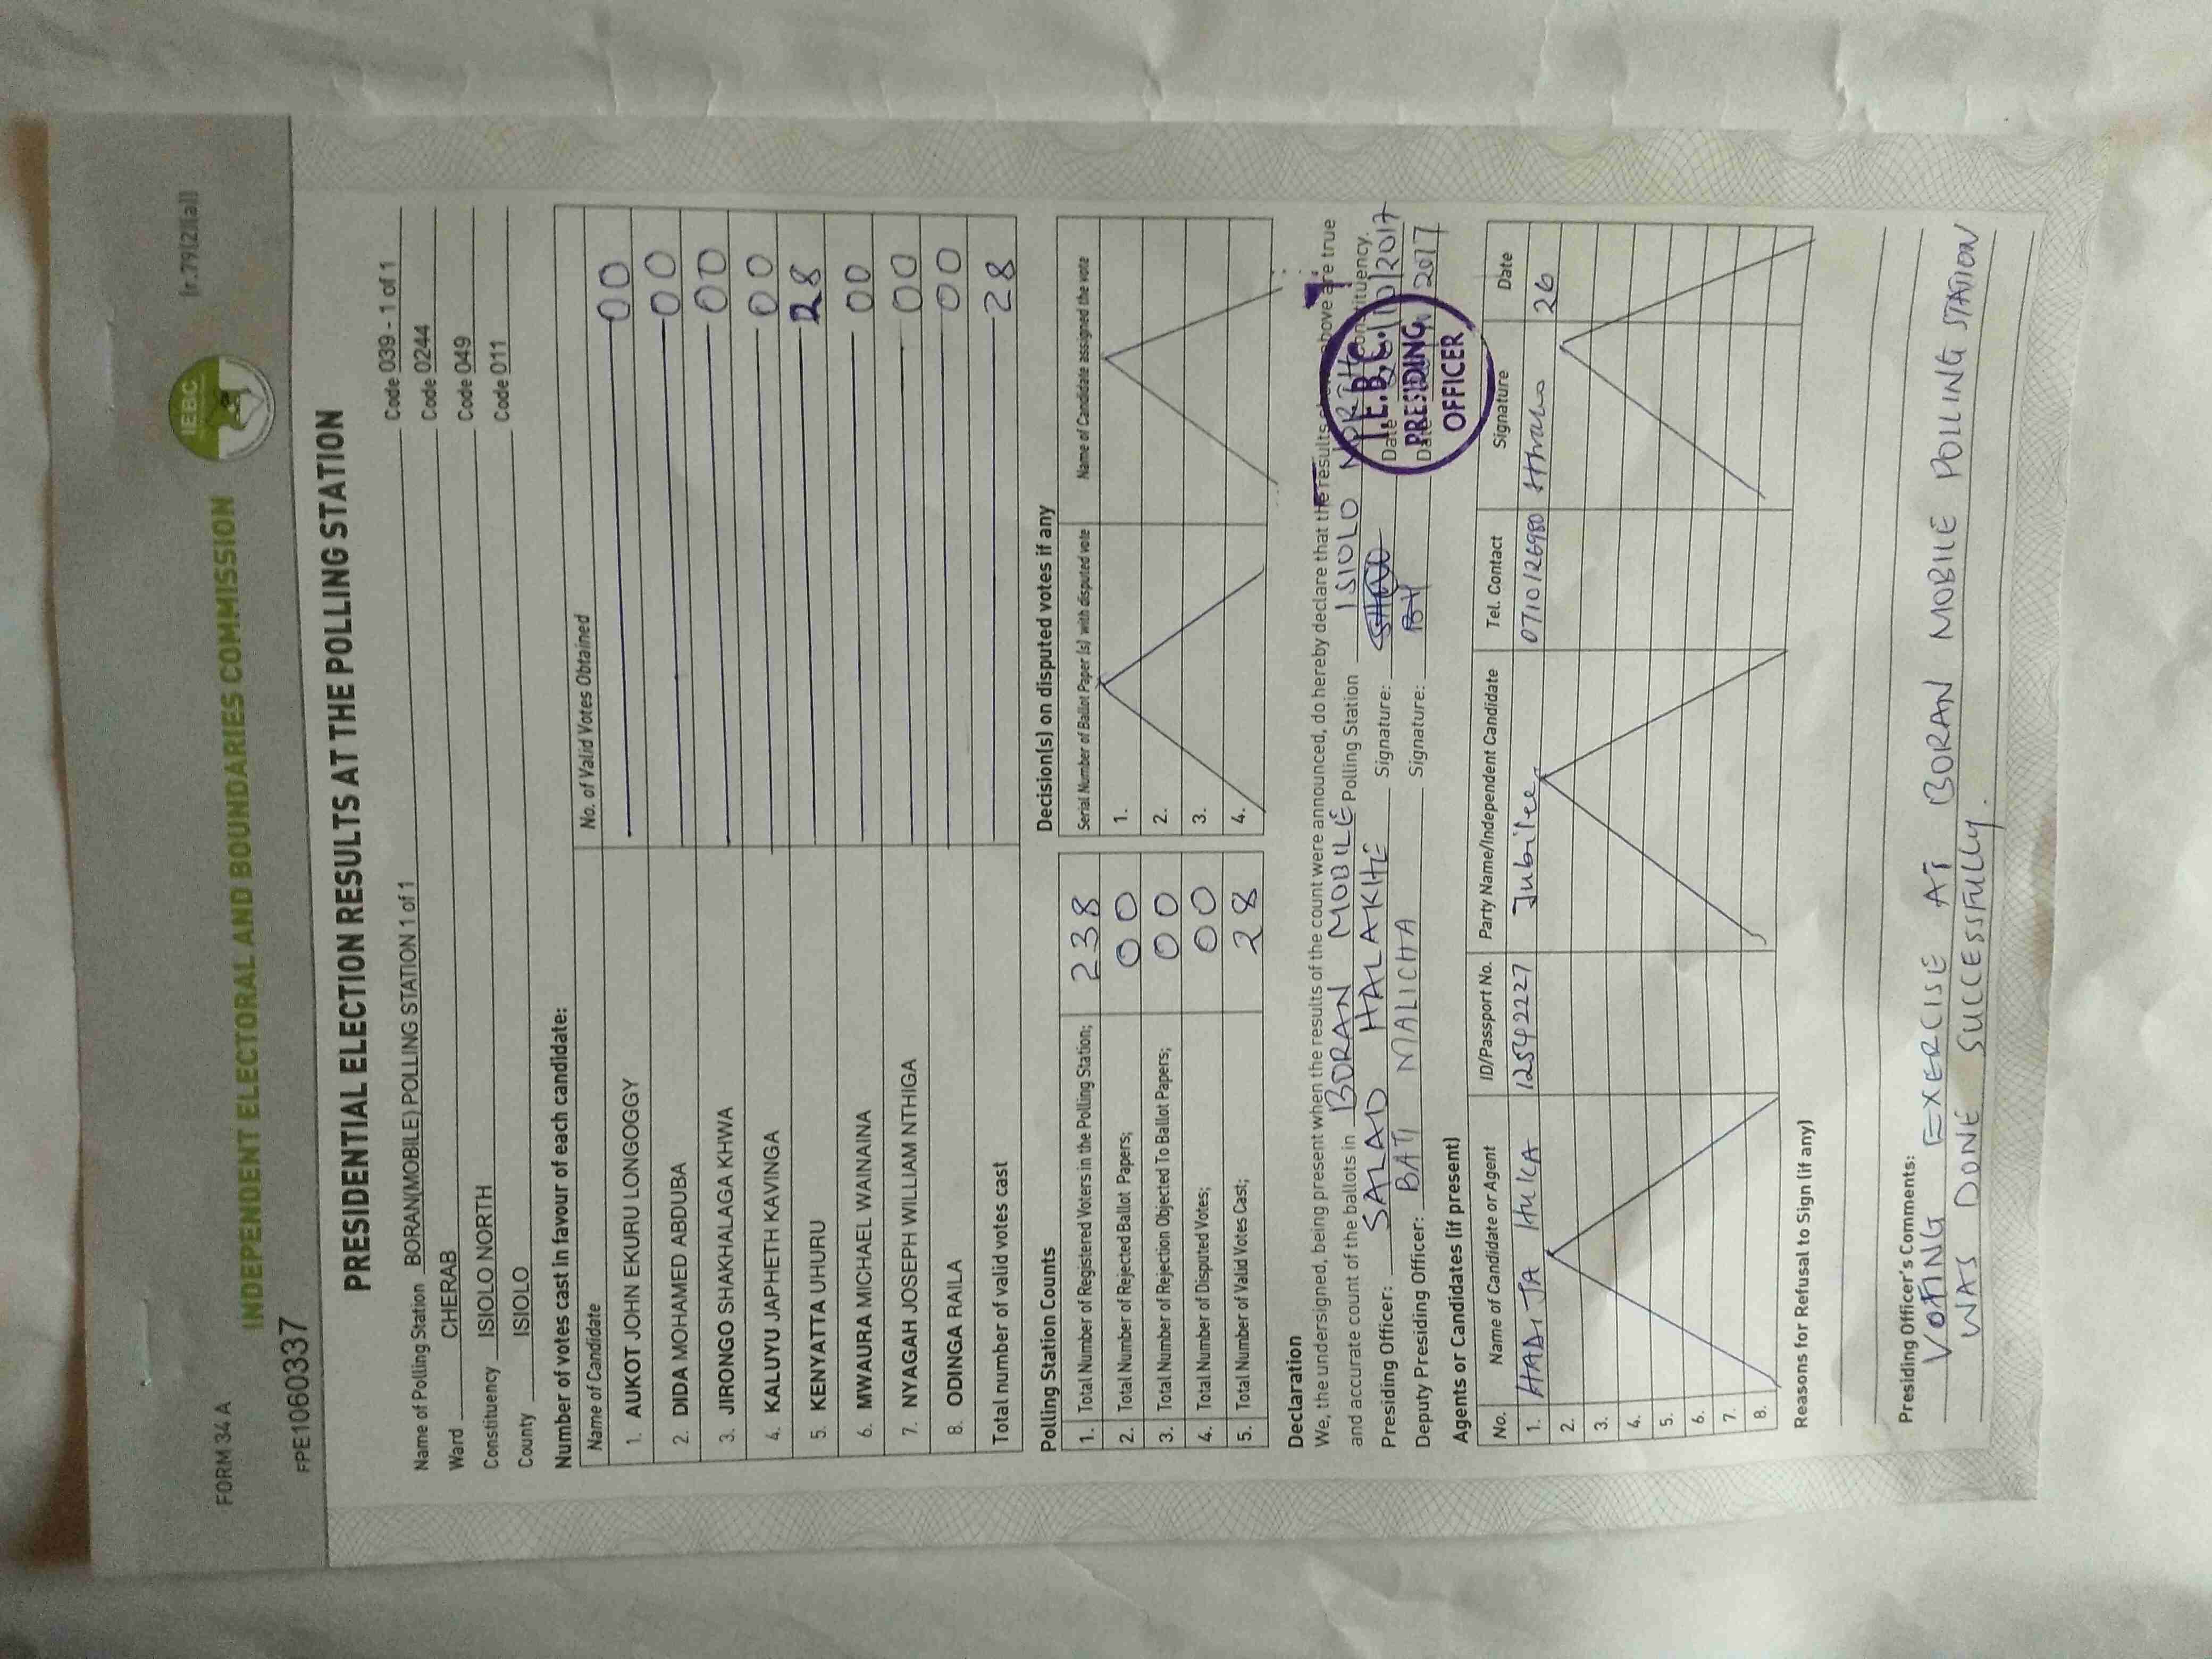 FORM 34 A
(r.79(2)(a))
IEBC
INDEPENDENT ELECTORAL AND BOUNDARIES COMMISSION
FPE1060337
PRESIDENTIAL ELECTION RESULTS AT THE POLLING STATION
Name of Polling Station BORAN(MOBILE) POLLING STATION 1 of 1 Code 039 - 1 of 1
Ward CHERAB Code 0244
Constituency ISIOLO NORTH Code 049
County ISIOLO Code 011
Number of votes cast in favour of each candidate:
Name of Candidate No. of Valid Votes Obtained
1. AUKOT JOHN EKURU LONGOGGY 00
2. DIDA MOHAMED ABDUBA 00
3. JIRONGO SHAKHALAGA KHWA 00
4. KALUYU JAPHETH KAVINGA 00
5. KENYATTA UHURU 28
6. MWAURA MICHAEL WAINAINA 00
7. NYAGAH JOSEPH WILLIAM NTHIGA 00
8. ODINGA RAILA 00
Total number of valid votes cast 28
Polling Station Counts
1. Total Number of Registered Voters in the Polling Station; 238
2. Total Number of Rejected Ballot Papers; 00
3. Total Number of Rejection Objected To Ballot Papers; 00
4. Total Number of Disputed Votes; 00
5. Total Number of Valid Votes Cast; 28
Decision(s) on disputed votes if any
Serial Number of Ballot Paper (s) with disputed vote Name of Candidate assigned the vote
1.
2.
3.
4.
Declaration
We, the undersigned, being present when the results of the count were announced, do hereby declare that the results above are true
and accurate count of the ballots in BORAN MOBILE Polling Station ISIOLO NORTH Constituency.
Presiding Officer: SALAD HALAKHE Signature: Date 26/10/2017
Deputy Presiding Officer: BATI MALICHA Signature: Date 2017
I.E.B.C.
PRESIDING
OFFICER
Agents or Candidates (if present)
No. Name of Candidate or Agent ID/Passport No. Party Name/Independent Candidate Tel. Contact Signature Date
1. HADIJA HUKA 12542227 Jubilee 0710126980 26
2.
3.
4.
5.
6.
7.
8.
Reasons for Refusal to Sign (if any)
Presiding Officer's Comments:
VOTING EXERCISE AT BORAN MOBILE POLLING STATION
WAS DONE SUCCESSFULLY.